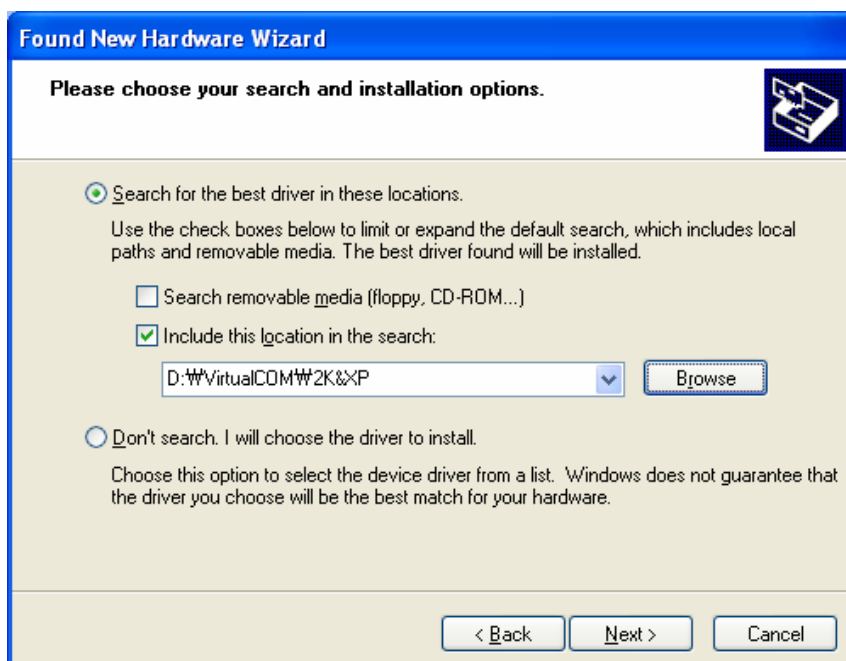 Found New Hardware Wizard
Please choose your search and installation options.
Search for the best driver in these locations.
Use the check boxes below to limit or expand the default search, which includes local
paths and removable media. The best driver found will be installed.
Search removable media (floppy, CD-ROM...)
Include this location in the search:
D:₩VirtualCOM₩2K&XP
Browse
Don't search. I will choose the driver to install.
Choose this option to select the device driver from a list. Windows does not guarantee that
the driver you choose will be the best match for your hardware.
< Back Next > Cancel